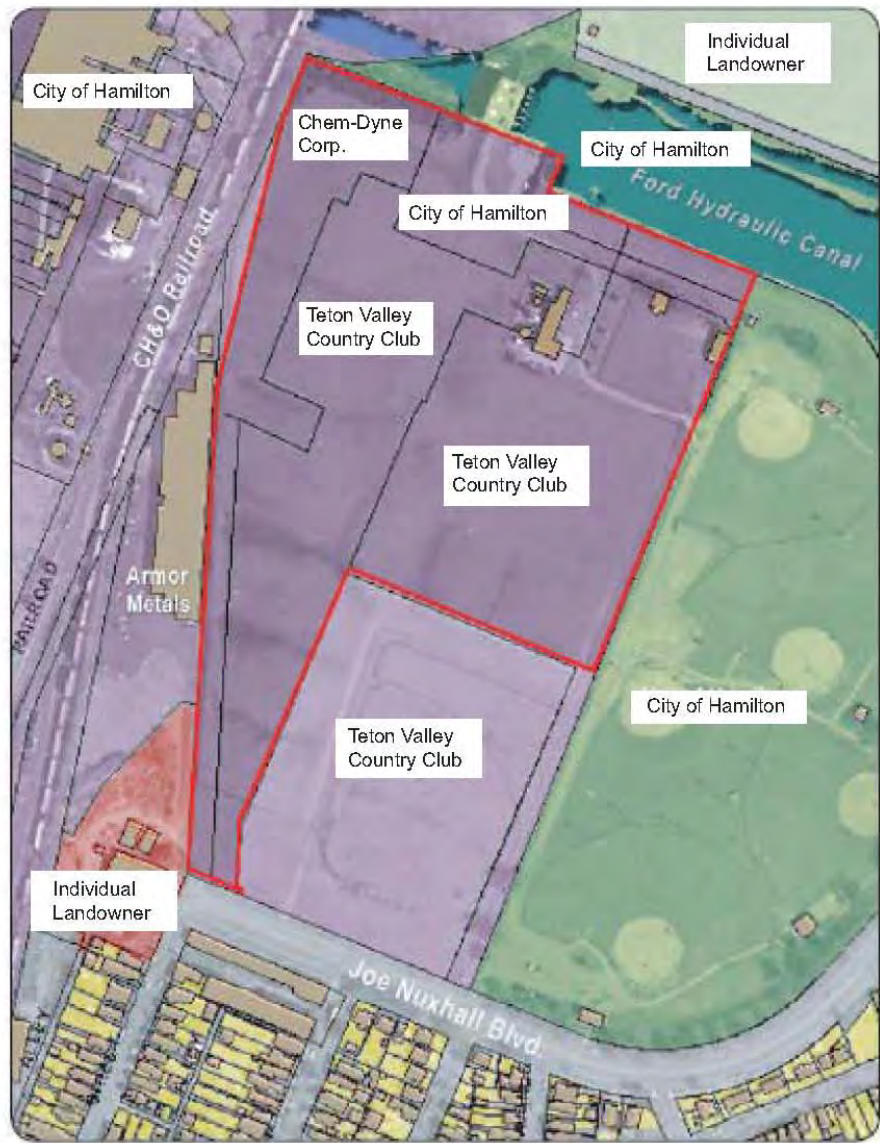 Individual
Landowner
City of Hamilton
Chem-Dyne
Corp.
City of Hamilton
City of Hamilton
Ford Hydraulic Canal
CH&D Railroad
Teton Valley
Country Club
Teton Valley
Country Club
RAILROAD
Armor
Metals
City of Hamilton
Teton Valley
Country Club
Individual
Landowner
Joe Nuxhall Blvd.